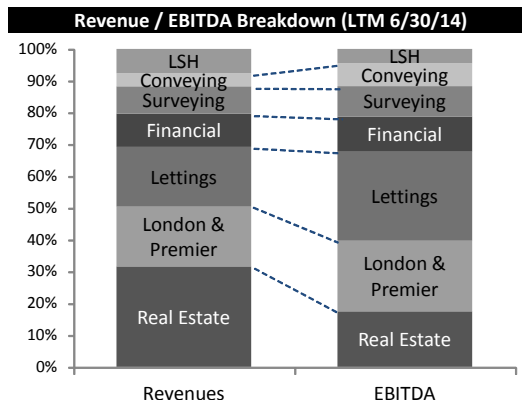 Revenue / EBITDA Breakdown (LTM 6/30/14)
100%
90%
80%
70%
60%
50%
40%
30%
20%
10%
0%
LSH
Conveying
Surveying
Financial
Lettings
London &
Premier
Real Estate
LSH
Conveying
Surveying
Financial
Lettings
London &
Premier
Real Estate
Revenues
EBITDA